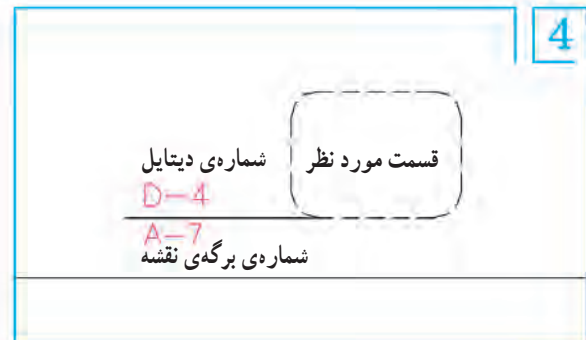 4
قسمت مورد نظر
شماره‌ی دیتایل
D-4
A-7
شماره‌ی برگه‌ی نقشه